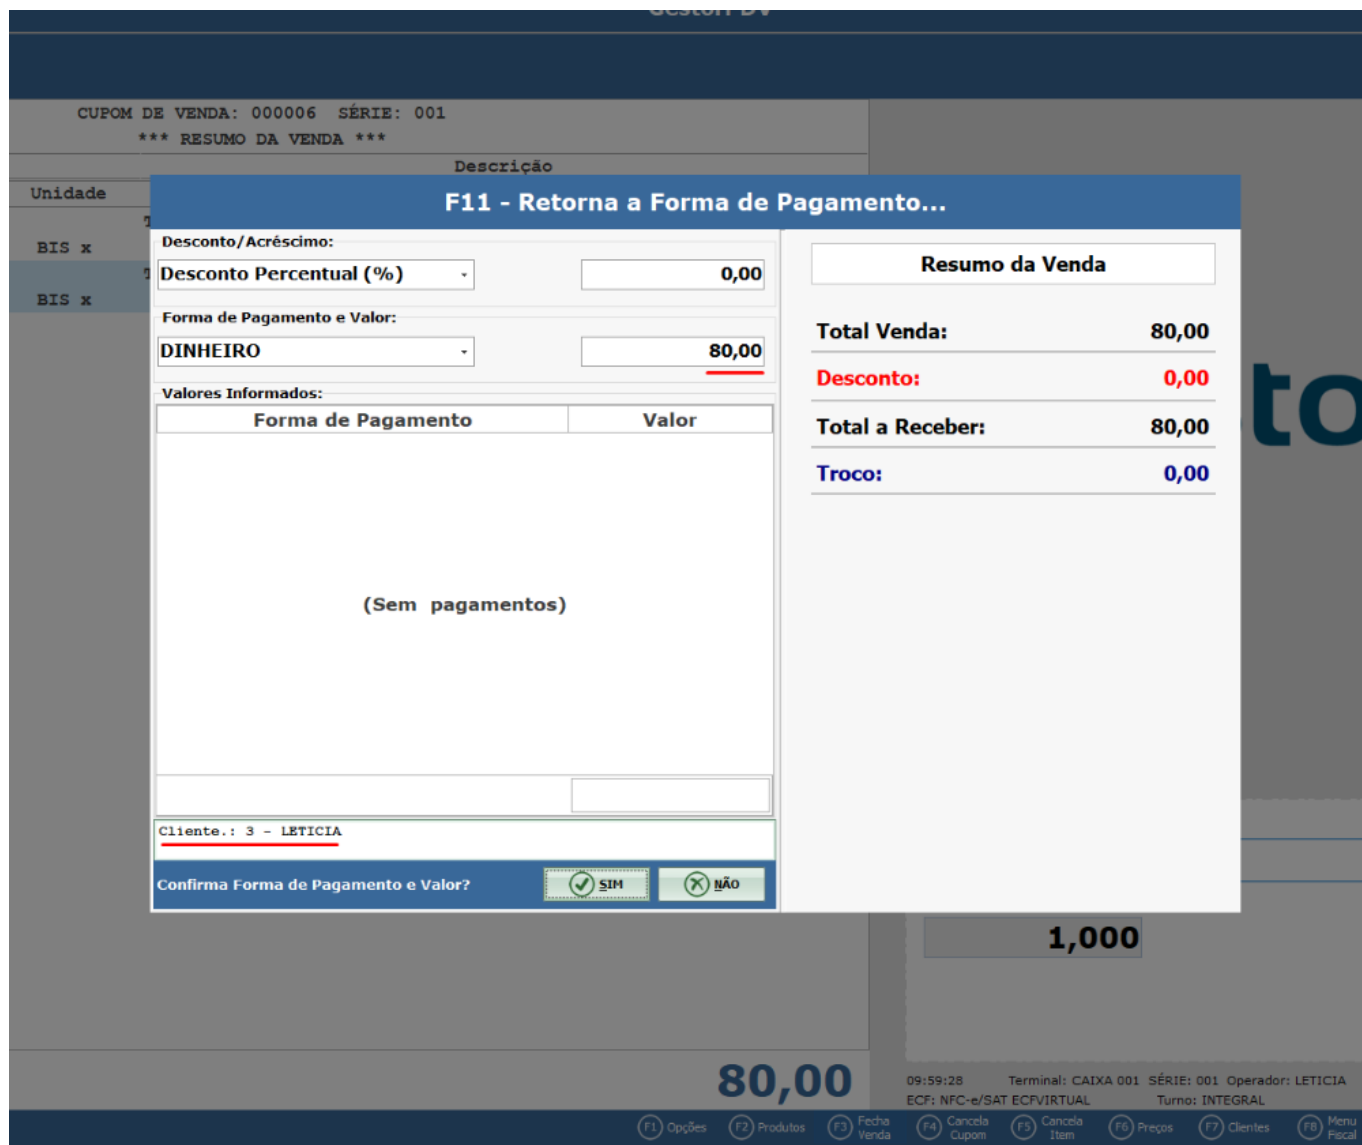 GestorPDV
CUPOM DE VENDA: 000006 SÉRIE: 001
*** RESUMO DA VENDA ***
Descrição
Unidade
BIS x
BIS x
F11 - Retorna a Forma de Pagamento...
Desconto/Acréscimo:
Desconto Percentual (%) 0,00
Forma de Pagamento e Valor:
DINHEIRO 80,00
Valores Informados:
Forma de Pagamento Valor
(Sem pagamentos)
Cliente.: 3 - LETICIA
Confirma Forma de Pagamento e Valor? SIM NÃO
Resumo da Venda
Total Venda: 80,00
Desconto: 0,00
Total a Receber: 80,00
Troco: 0,00
to
1,000
80,00
09:59:28 Terminal: CAIXA 001 SÉRIE: 001 Operador: LETICIA
ECF: NFC-e/SAT ECFVIRTUAL Turno: INTEGRAL
F1 Opções F2 Produtos F3 Fecha Venda F4 Cancela Cupom F5 Cancela Item F6 Preços F7 Clientes F8 Menu Fiscal